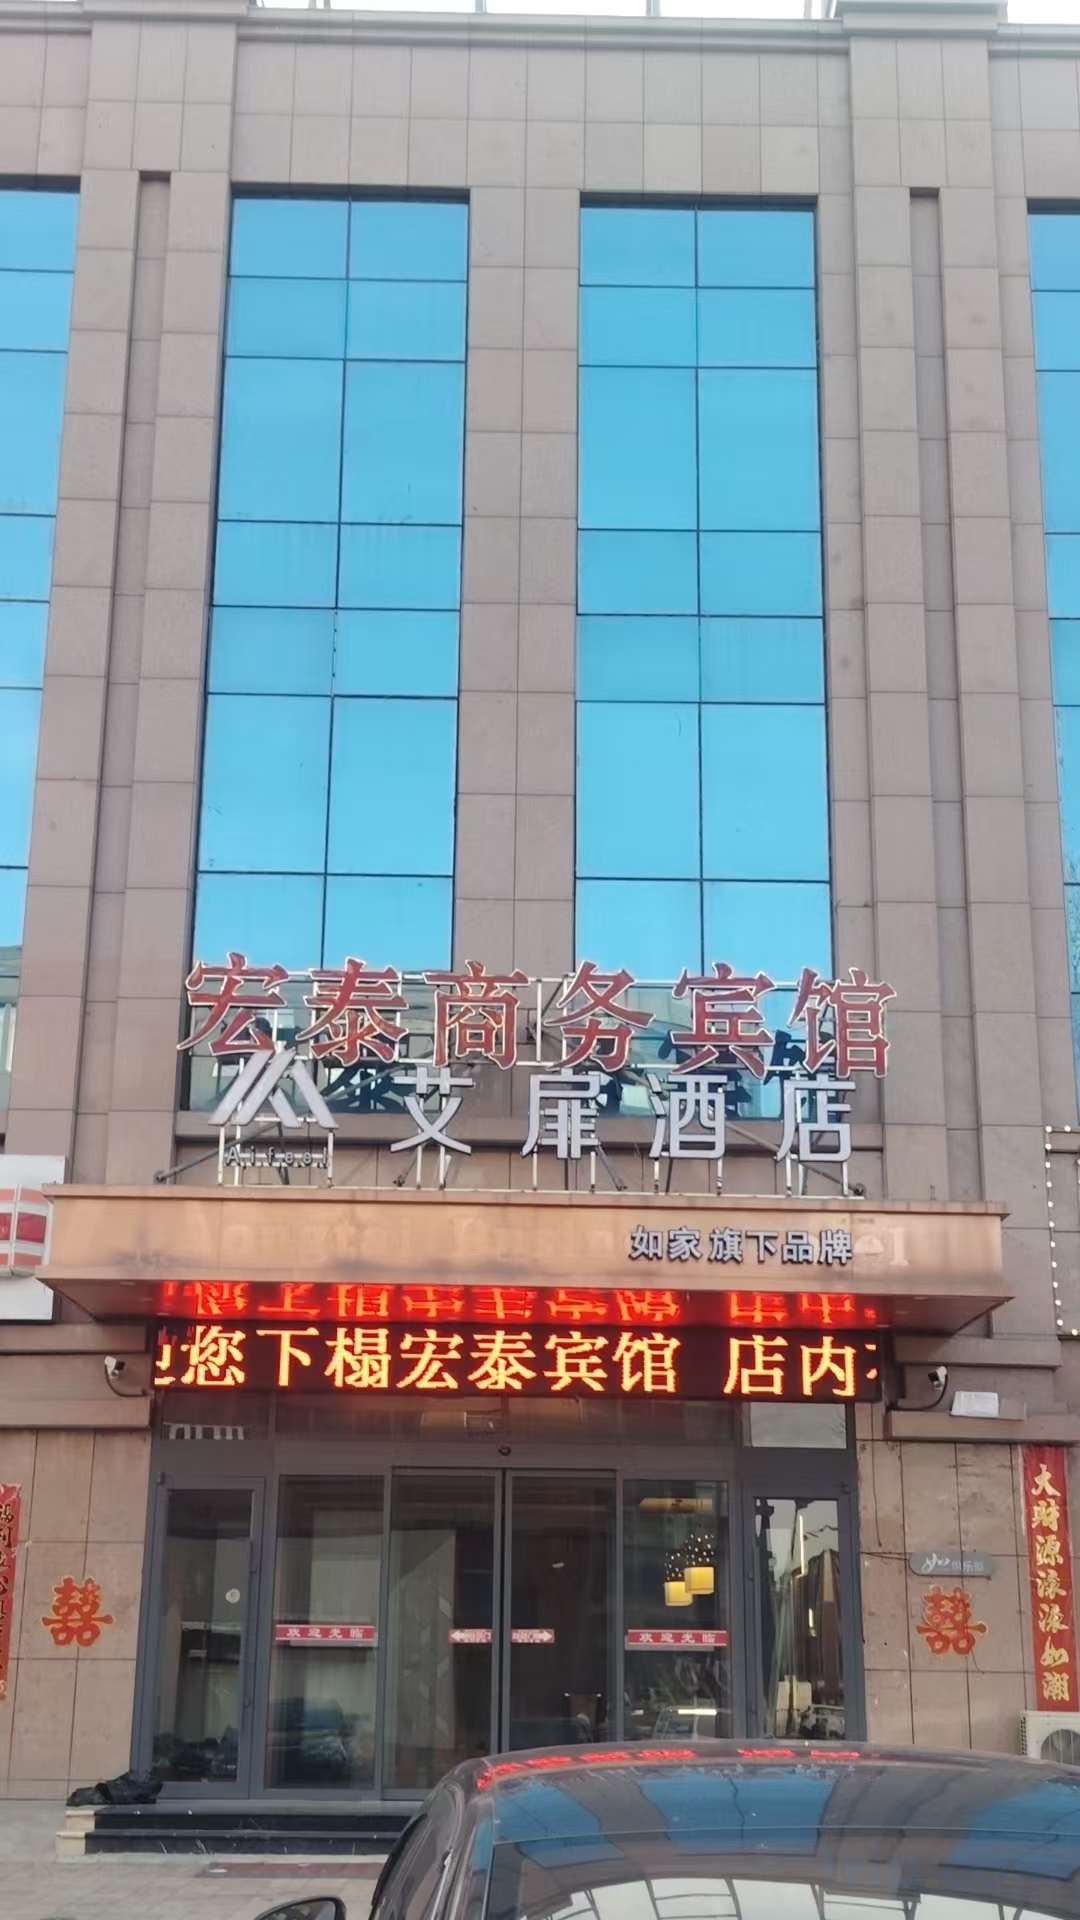 宏泰商务宾馆
艾扉酒店
Aifeel
如家 旗下品牌
您下榻宏泰宾馆 店内
欢迎光临
欢迎光临
囍
囍
大财源滚滚如潮